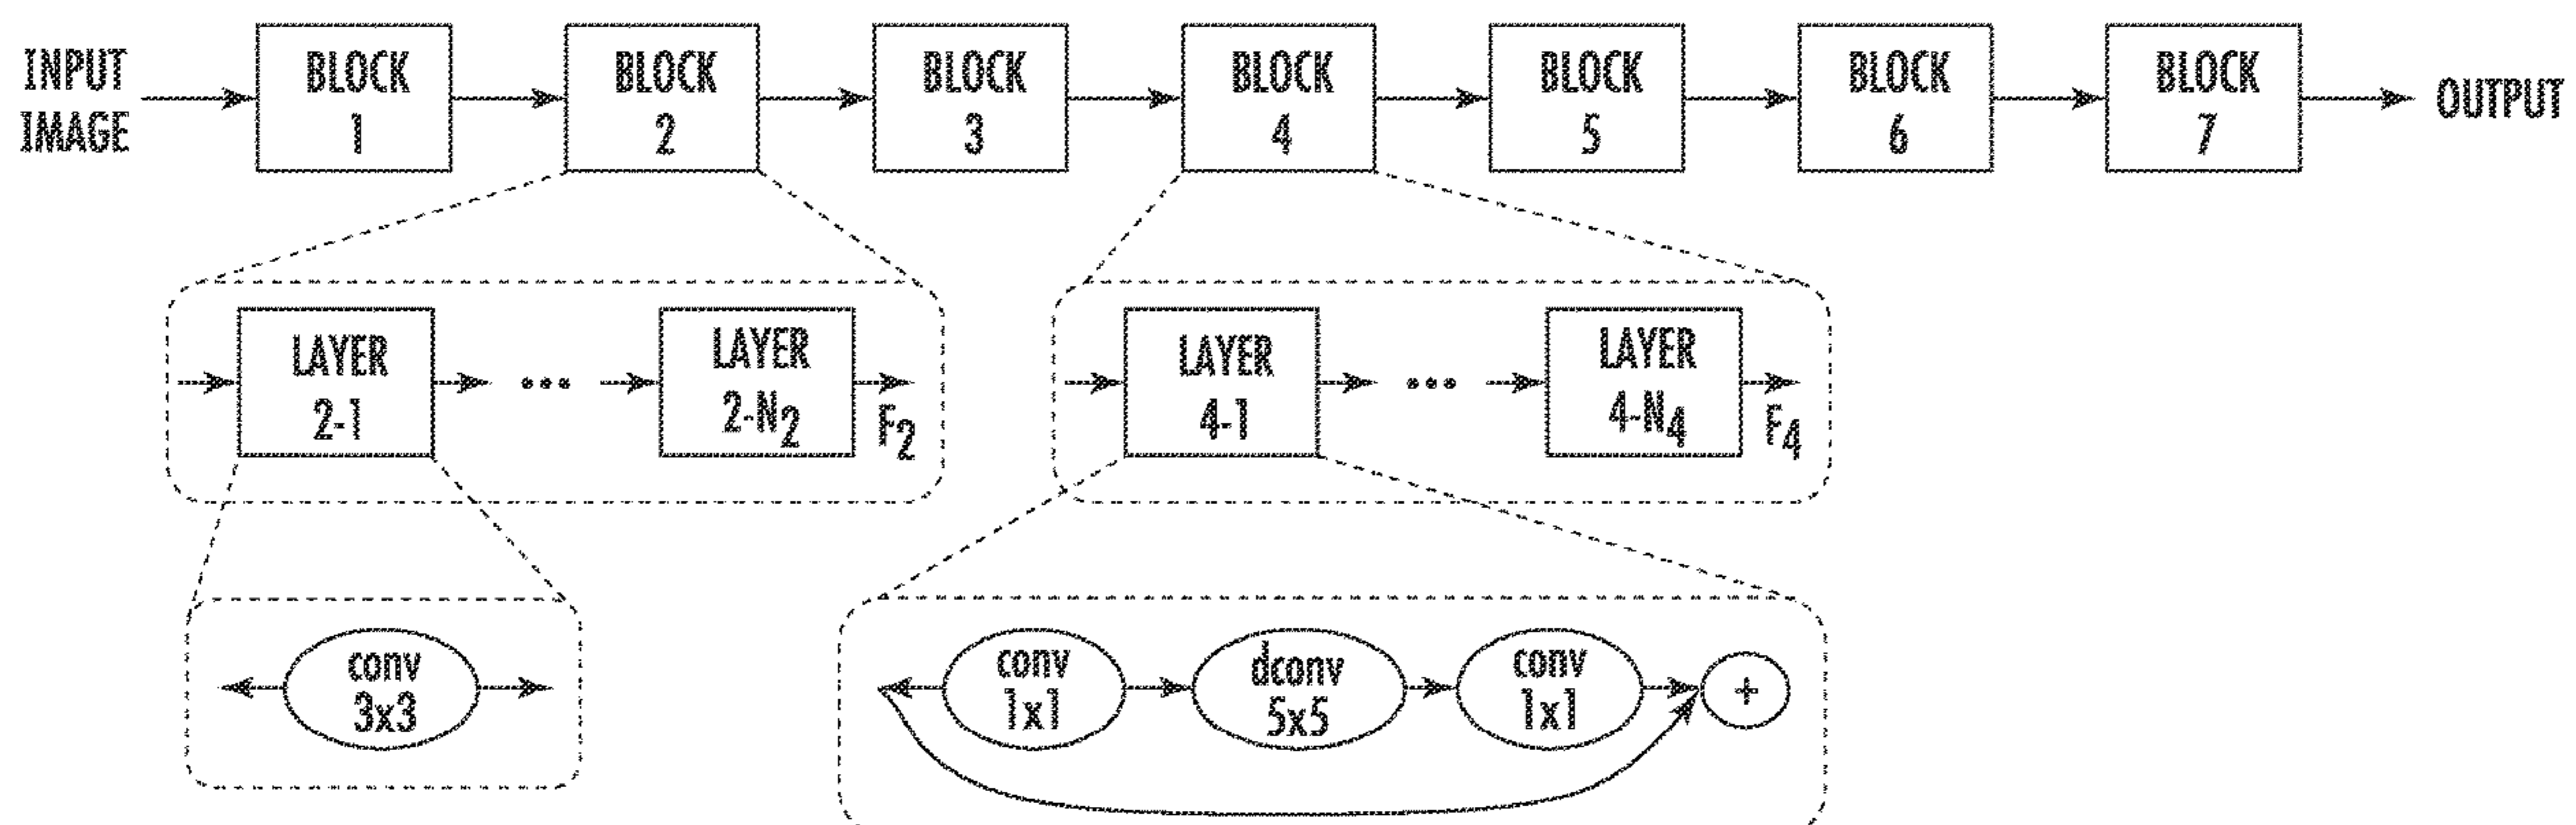 INPUT
IMAGE
BLOCK
1
BLOCK
2
BLOCK
3
BLOCK
4
BLOCK
5
BLOCK
6
BLOCK
7
OUTPUT
LAYER
2-1
...
LAYER
2-N2
F2
LAYER
4-1
...
LAYER
4-N4
F4
conv
3x3
conv
1x1
dconv
5x5
conv
1x1
+